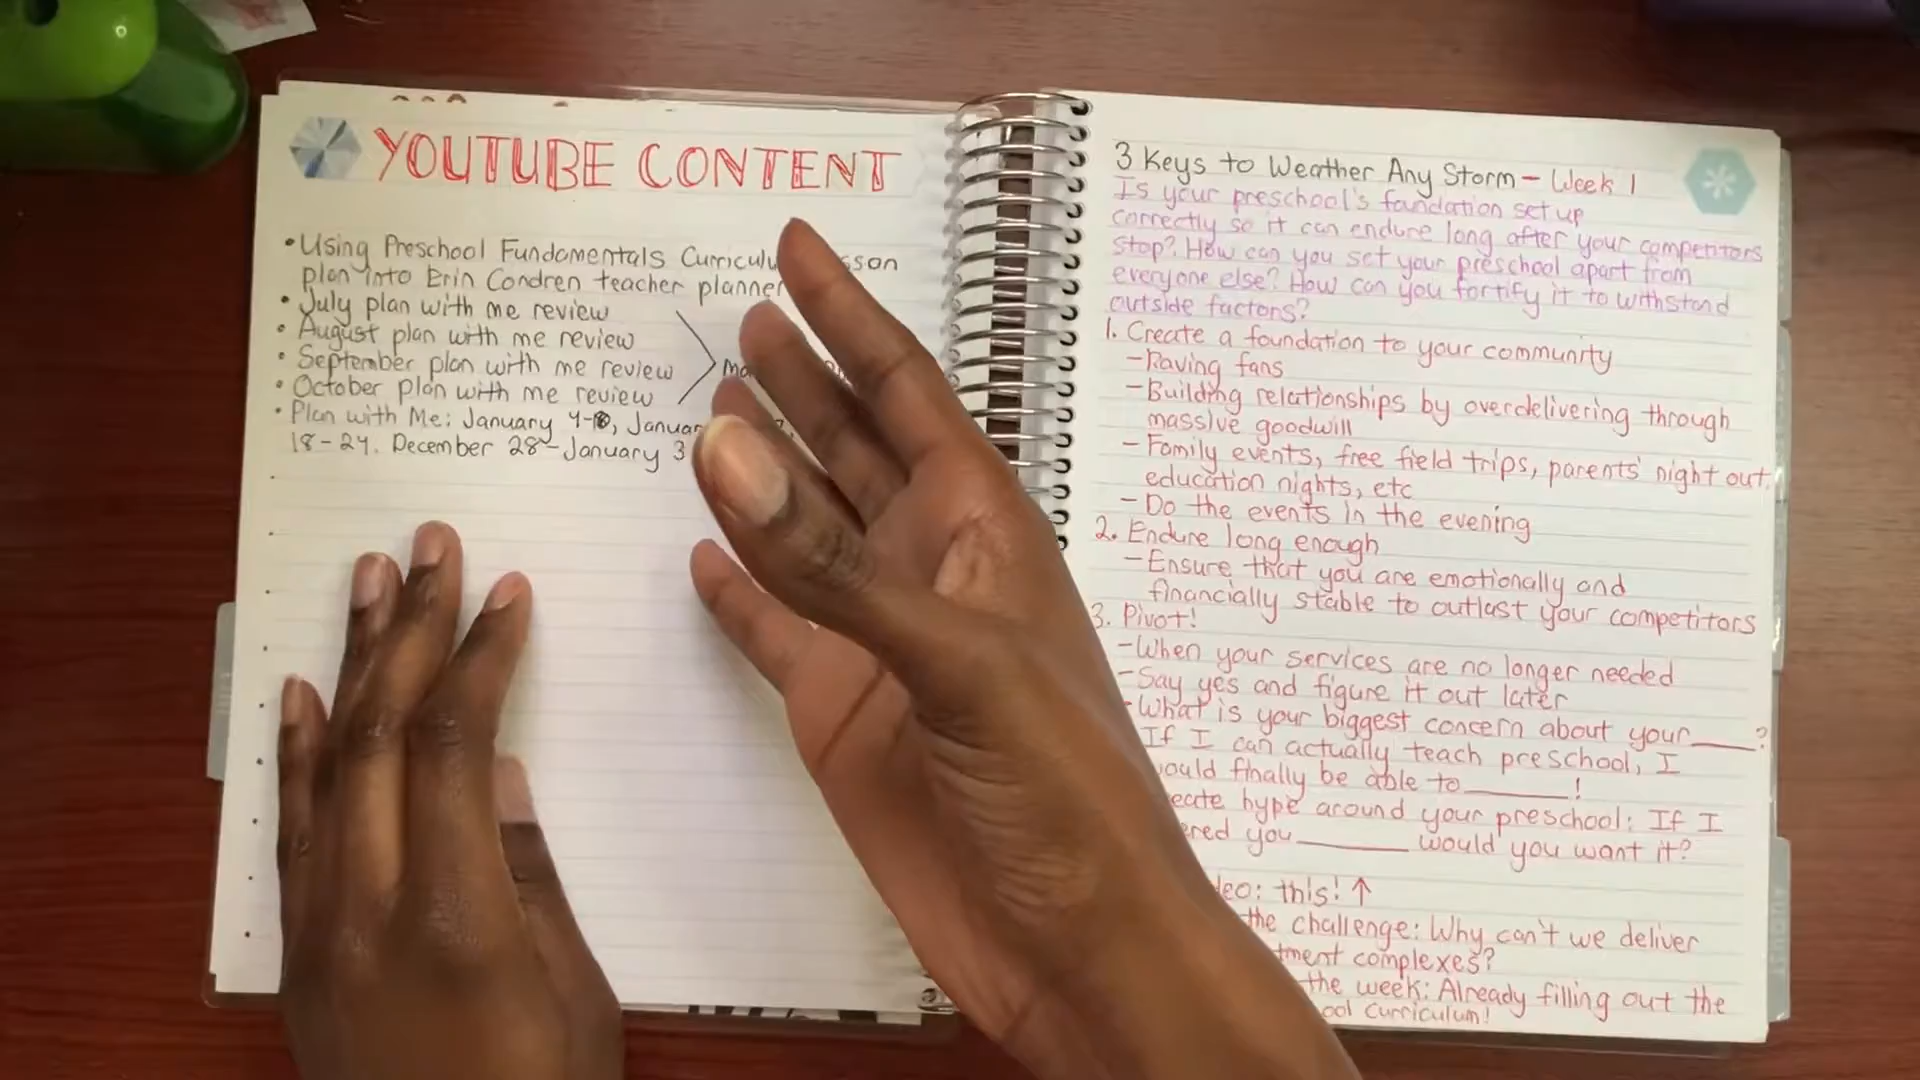 YOUTUBE CONTENT
• Using Preschool Fundamentals
plan into Erin Condren teacher planner
• July plan with me review
• August plan with me review
• September plan with me review
• October plan with me review
• Plan with Me: January 4-10,
18-24. December 28-January 3
3 Keys to Weather Any Storm - Week 1
Is your preschool's foundation set up
correctly so it can endure long after your competitors
stop? How can you set your preschool apart from
everyone else? How can you fortify it to withstand
outside factors?
1. Create a foundation to your community
- Raving fans
- Building relationships by overdelivering through
massive goodwill
- Family events, free field trips, parents' night out,
education nights, etc
- Do the events in the evening
2. Endure long enough
- Ensure that you are emotionally and
financially stable to outlast your competitors
3. Pivot!
- When your services are no longer needed
- Say yes and figure it out later
- What is your biggest concern about your____?
If I can actually teach preschool, I
would finally be able to______!
hype around your preschool: If I
you______ would you want it?
this! ↑
the challenge: Why can't we deliver
complexes?
the week: Already filling out the
curriculum!